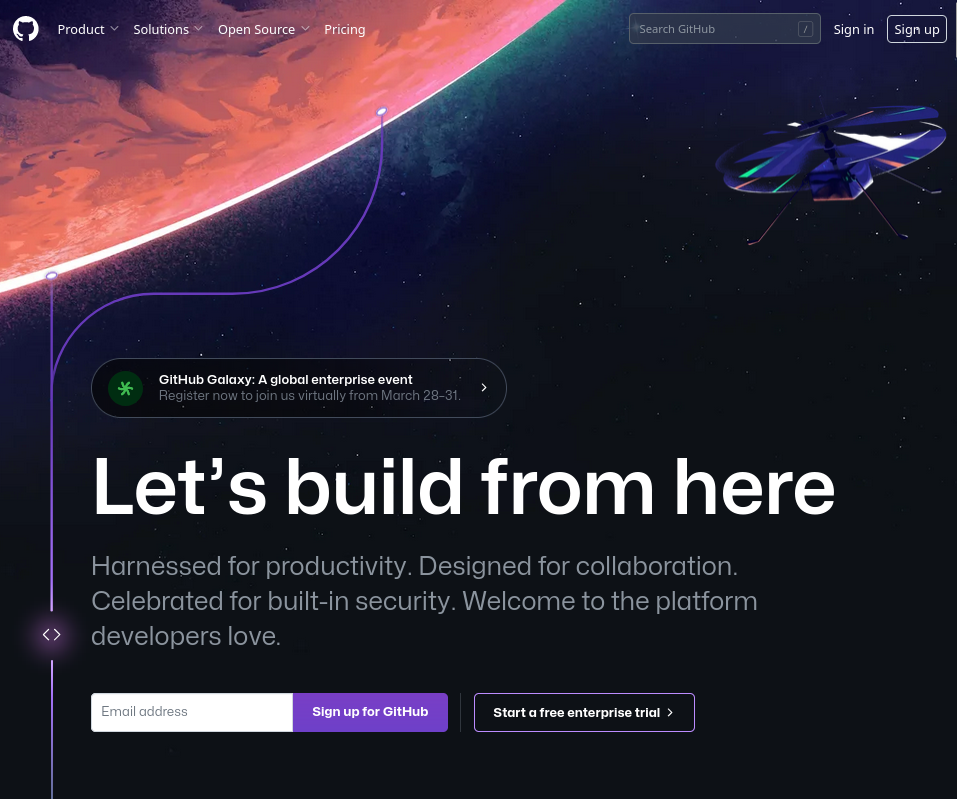 Product
Solutions
Open Source
Pricing
Search GitHub
/
Sign in
Sign up
GitHub Galaxy: A global enterprise event
Register now to join us virtually from March 28–31.
Let’s build from here
Harnessed for productivity. Designed for collaboration.
Celebrated for built-in security. Welcome to the platform
developers love.
Email address
Sign up for GitHub
Start a free enterprise trial